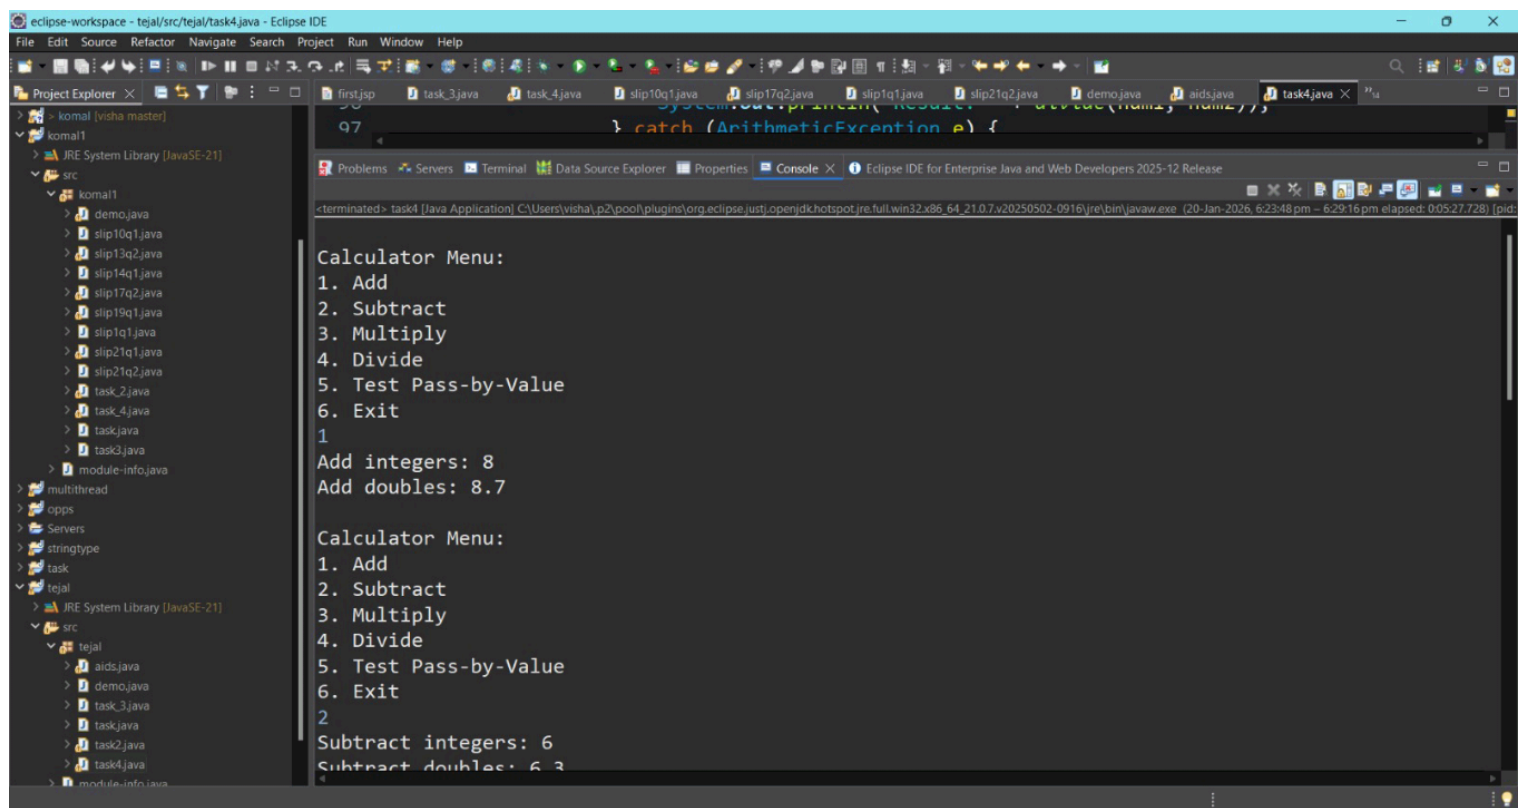 eclipse-workspace - tejal/src/tejal/task4.java - Eclipse IDE
File Edit Source Refactor Navigate Search Project Run Window Help
Project Explorer
first.jsp task_3.java task_4.java slip10q1.java slip17q2.java slip1q1.java slip21q2.java demo.java aids.java task4.java
> komal [visha master]
komal1
JRE System Library [JavaSE-21]
src
komal1
demo.java
slip10q1.java
slip13q2.java
slip14q1.java
slip17q2.java
slip19q1.java
slip1q1.java
slip21q1.java
slip21q2.java
task_2.java
task_4.java
task.java
task3.java
module-info.java
multithread
opps
Servers
stringtype
task
tejal
JRE System Library [JavaSE-21]
src
tejal
aids.java
demo.java
task_3.java
task.java
task2.java
task4.java
module-info.java
97 } catch (ArithmeticException e) {
Problems Servers Terminal Data Source Explorer Properties Console Eclipse IDE for Enterprise Java and Web Developers 2025-12 Release
<terminated> task4 [Java Application] C:\Users\visha\.p2\pool\plugins\org.eclipse.justj.openjdk.hotspot.jre.full.win32.x86_64_21.0.7.v20250502-0916\jre\bin\javaw.exe (20-Jan-2026, 6:23:48 pm – 6:29:16 pm elapsed: 0:05:27.728) [pid:
Calculator Menu:
1. Add
2. Subtract
3. Multiply
4. Divide
5. Test Pass-by-Value
6. Exit
1
Add integers: 8
Add doubles: 8.7
Calculator Menu:
1. Add
2. Subtract
3. Multiply
4. Divide
5. Test Pass-by-Value
6. Exit
2
Subtract integers: 6
Subtract doubles: 6.3